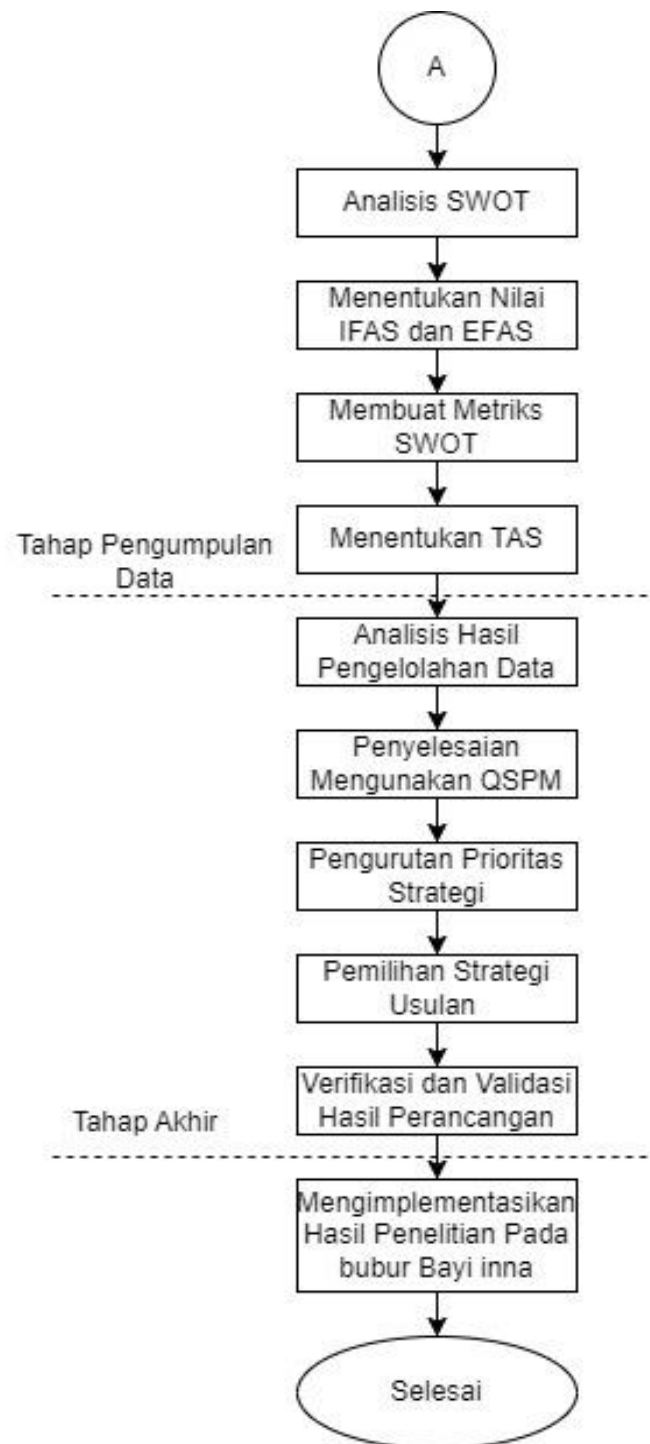 A
Analisis SWOT
Menentukan Nilai
IFAS dan EFAS
Membuat Metriks
SWOT
Menentukan TAS
Tahap Pengumpulan
Data
Analisis Hasil
Pengelolahan Data
Penyelesaian
Mengunakan QSPM
Pengurutan Prioritas
Strategi
Pemilihan Strategi
Usulan
Verifikasi dan Validasi
Hasil Perancangan
Tahap Akhir
Mengimplementasikan
Hasil Penelitian Pada
bubur Bayi inna
Selesai